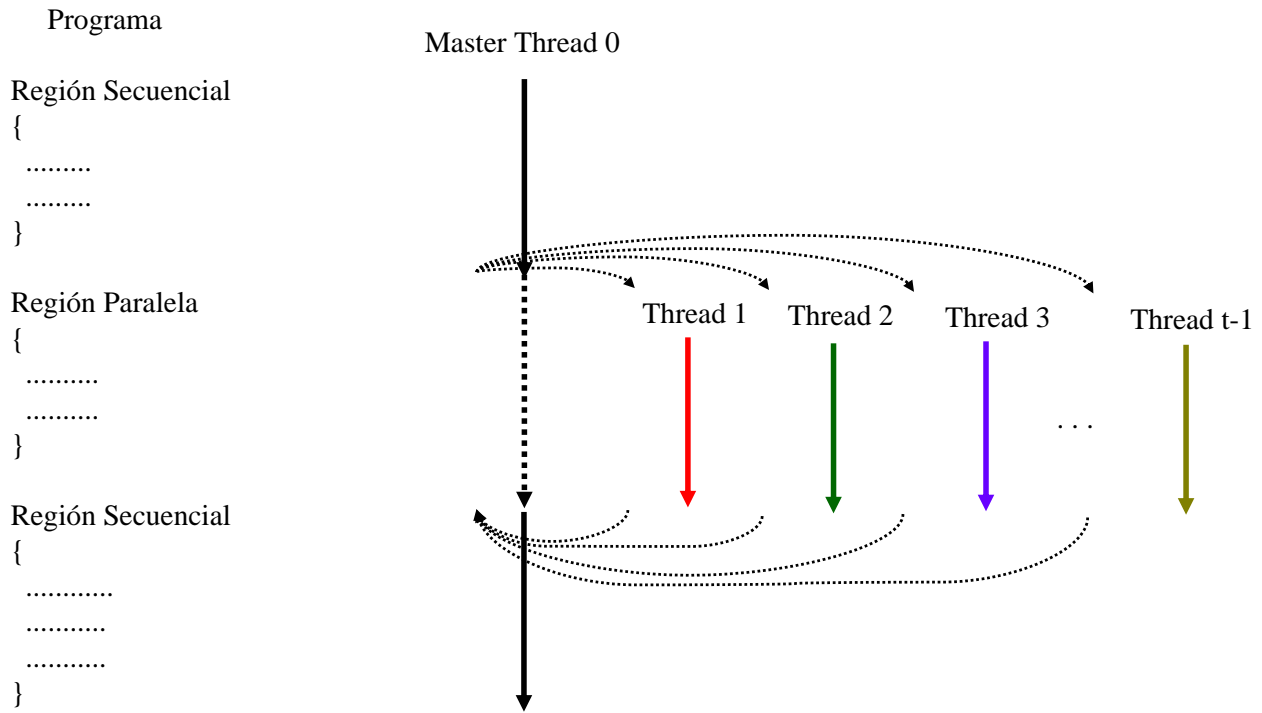 Programa
Master Thread 0
Región Secuencial
{
.........
.........
}
Región Paralela
{
..........
..........
}
Thread 1
Thread 2
Thread 3
Thread t-1
. . .
Región Secuencial
{
............
...........
...........
}